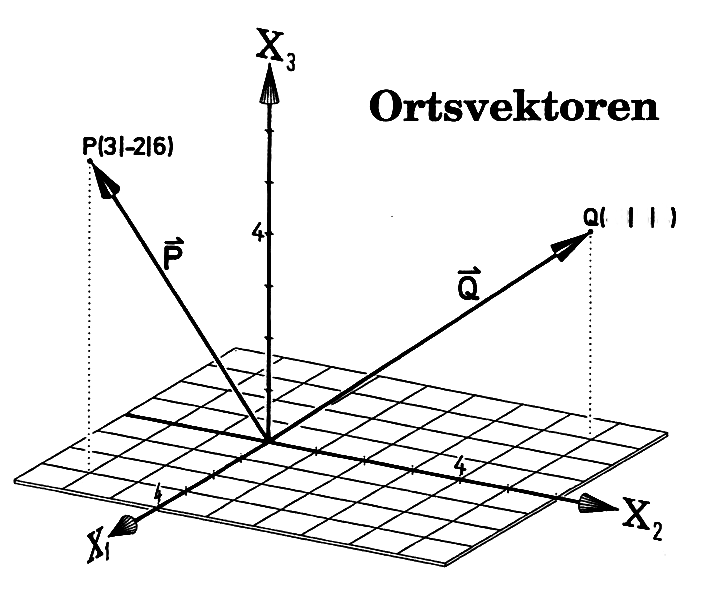 X₃
Ortsvektoren
P(3|-2|6)
Q( | | )
4
P⃗
Q⃗
4
4
X₁
X₂